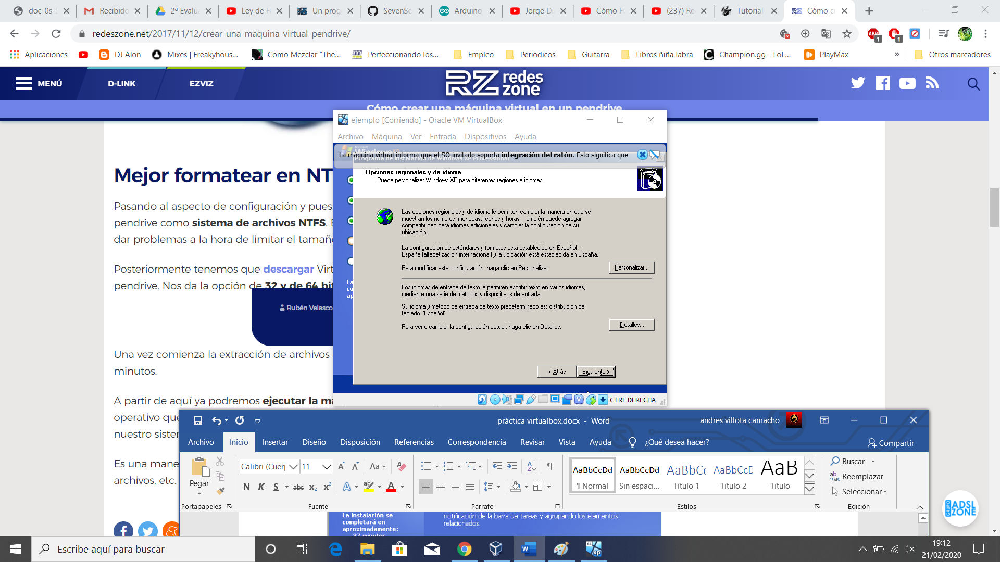 doc-0s-5
Recibido
2ª Evalu
Ley de F
Un prog
SevenSe
Arduino
Jorge Di
Cómo F
(237) Re
Tutorial
Cómo cr
redeszone.net/2017/11/12/crear-una-maquina-virtual-pendrive/
ABP
1
1
Aplicaciones
DJ Alon
Mixes | Freakyhous...
Como Mezclar "The...
Perfeccionando los...
Empleo
Periodicos
Guitarra
Libros ñiña labra
Champion.gg - LoL...
PlayMax
»
Otros marcadores
MENÚ
D-LINK
EZVIZ
RZ redes zone
Cómo crear una máquina virtual en un pendrive
ejemplo [Corriendo] - Oracle VM VirtualBox
Archivo Máquina Ver Entrada Dispositivos Ayuda
La máquina virtual informa que el SO invitado soporta integración del ratón. Esto significa que
Programa de instalación de Windows XP Professional
Opciones regionales y de idioma
Puede personalizar Windows XP para diferentes regiones e idiomas.
Las opciones regionales y de idioma le permiten cambiar la manera en que se
muestran los números, monedas, fechas y horas. También puede agregar
compatibilidad para idiomas adicionales y cambiar la configuración de su
ubicación.
La configuración de estándares y formatos está establecida en Español -
España (alfabetización internacional) y la ubicación está establecida en España.
Para modificar esta configuración, haga clic en Personalizar.
Personalizar...
Los idiomas de entrada de texto le permiten escribir texto en varios idiomas,
mediante una serie de métodos y dispositivos de entrada.
Su idioma y método de entrada de texto predeterminado es: distribución de
teclado "Español"
Para ver o cambiar la configuración actual, haga clic en Detalles.
Detalles...
< Atrás
Siguiente >
La
co
ap
CTRL DERECHA
Mejor formatear en NT
Pasando al aspecto de configuración y pues
pendrive como sistema de archivos NTFS. E
dar problemas a la hora de limitar el tamaño
Posteriormente tenemos que descargar Virt
pendrive. Nos da la opción de 32 y de 64 bit
Rubén Velasco
Una vez comienza la extracción de archivos
minutos.
A partir de aquí ya podremos ejecutar la má
operativo que
nuestro sister
Es una mane
archivos, etc.
práctica virtualbox.docx - Word
andres villota camacho
Archivo Inicio Insertar Diseño Disposición Referencias Correspondencia Revisar Vista Ayuda ¿Qué desea hacer?
Compartir
Pegar
Portapapeles
Calibri (Cuerp
11
Aa
N K S abc x₂ x² A ab A
Fuente
Párrafo
AaBbCcDd
¶ Normal
AaBbCcDd
Sin espaci...
AaBbCc
Título 1
AaBbCcD
Título 2
AaB
Título
Estilos
Buscar
Reemplazar
Seleccionar
Edición
La instalación se
completará en
aproximadamente:
37 minutos
notificación de la barra de tareas y agrupando los elementos
relacionados.
GRUPO ADSL ZONE
Escribe aquí para buscar
19:12
21/02/2020